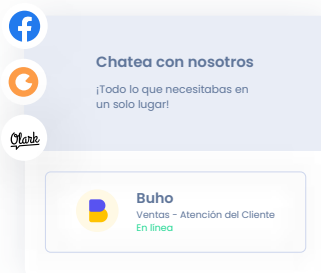 Chatea con nosotros
¡Todo lo que necesitabas en
un solo lugar!
Olark
Buho
Ventas - Atención del Cliente
En línea